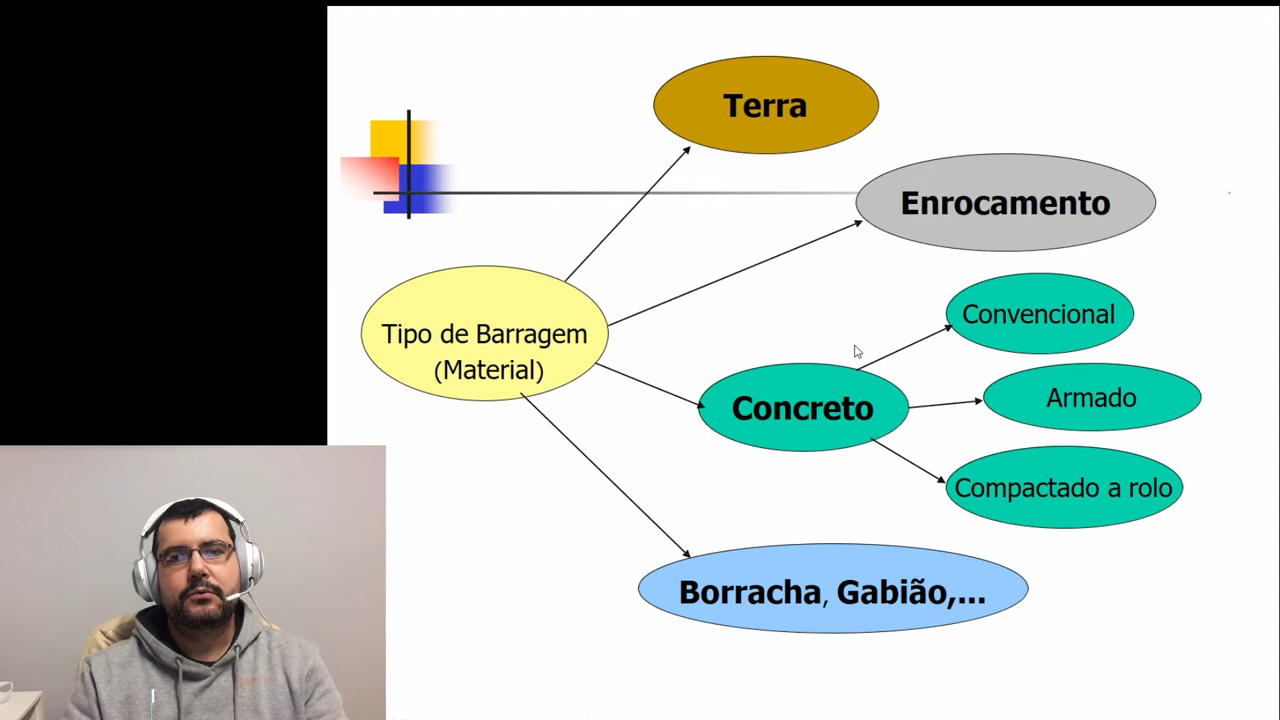 Terra
Enrocamento
Tipo de Barragem
(Material)
Convencional
Armado
Concreto
Compactado a rolo
Borracha, Gabião,...